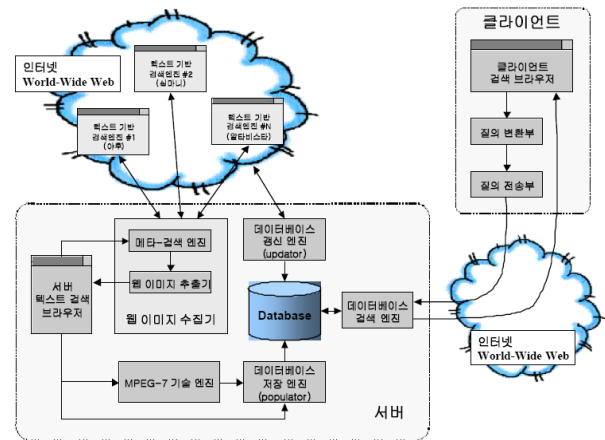 인터넷
World-Wide Web
텍스트 기반
검색엔진 #2
(심마니)
텍스트 기반
검색엔진 #1
(야후)
텍스트 기반
검색엔진 #N
(알타비스타)
클라이언트
클라이언트
검색 브라우저
질의 변환부
질의 전송부
메타-검색 엔진
웹 이미지 추출기
웹 이미지 수집기
서버
텍스트 검색
브라우저
데이터베이스
갱신 엔진
(updator)
Database
데이터베이스
검색 엔진
MPEG-7 기술 엔진
데이터베이스
저장 엔진
(populator)
서버
인터넷
World-Wide Web